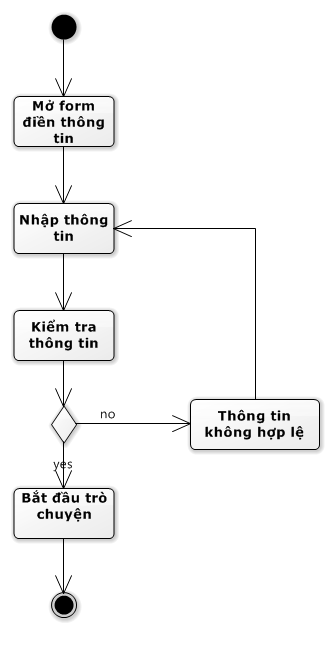 Mở form
điền thông
tin
Nhập thông
tin
Kiểm tra
thông tin
no
Thông tin
không hợp lệ
yes
Bắt đầu trò
chuyện